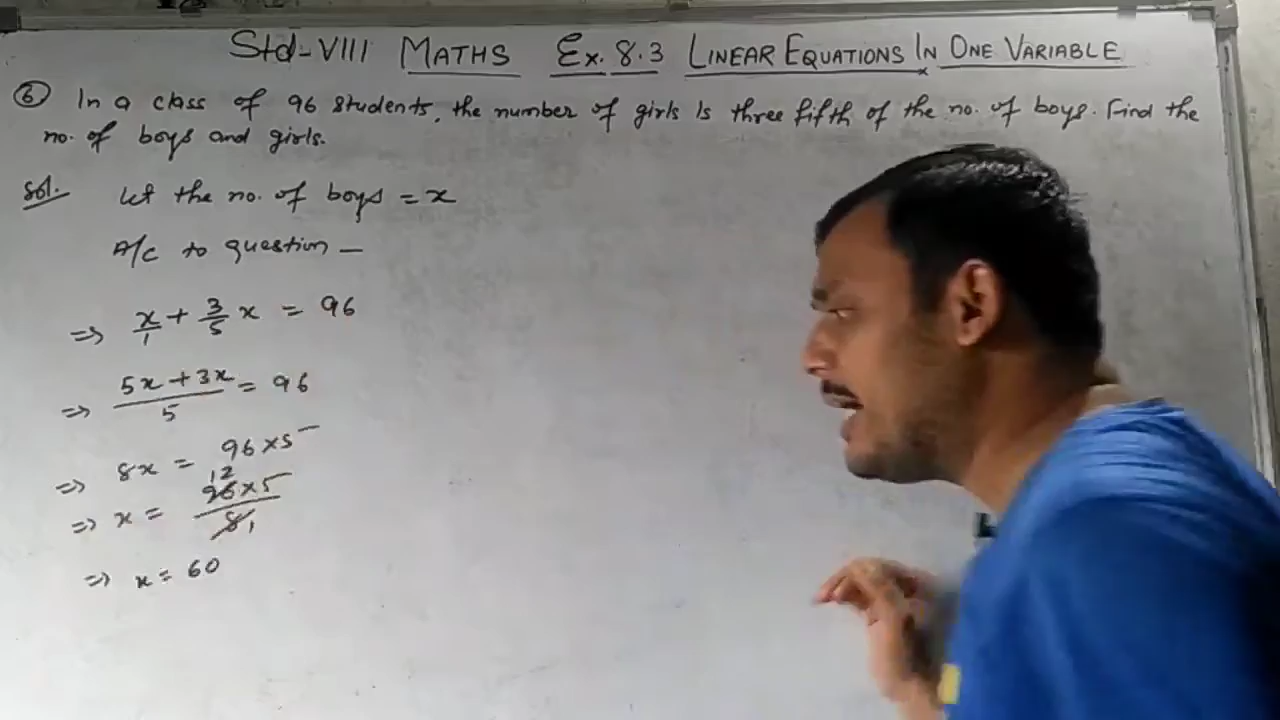 Std-VIII MATHS Ex. 8.3 LINEAR EQUATIONS IN ONE VARIABLE
⑥ In a class of 96 students, the number of girls is three fifth of the no. of boys. Find the
no. of boys and girls.
Sol. Let the no. of boys = x
A/C to question —
=> x/1 + 3/5 x = 96
=> 5x + 3x / 5 = 96
=> 8x = 96 x 5
=> x = 96 12 x 5 / 8 1
=> x = 60